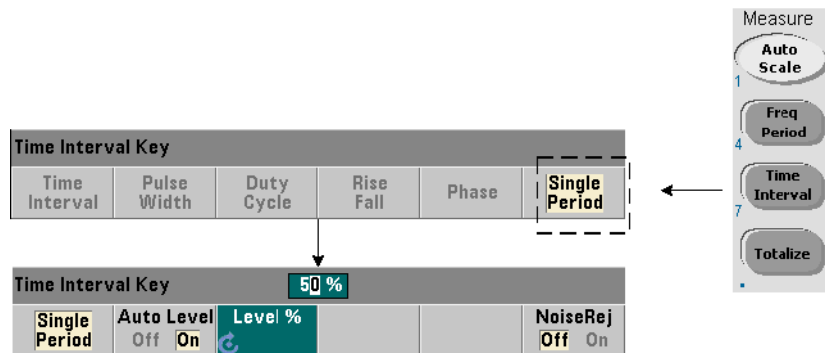 Measure
Auto
Scale
1
Freq
Period
4
Time
Interval
7
Totalize
.
Time Interval Key
Time
Interval
Pulse
Width
Duty
Cycle
Rise
Fall
Phase
Single
Period
Time Interval Key
50 %
Single
Period
Auto Level
Off On
Level %
NoiseRej
Off On